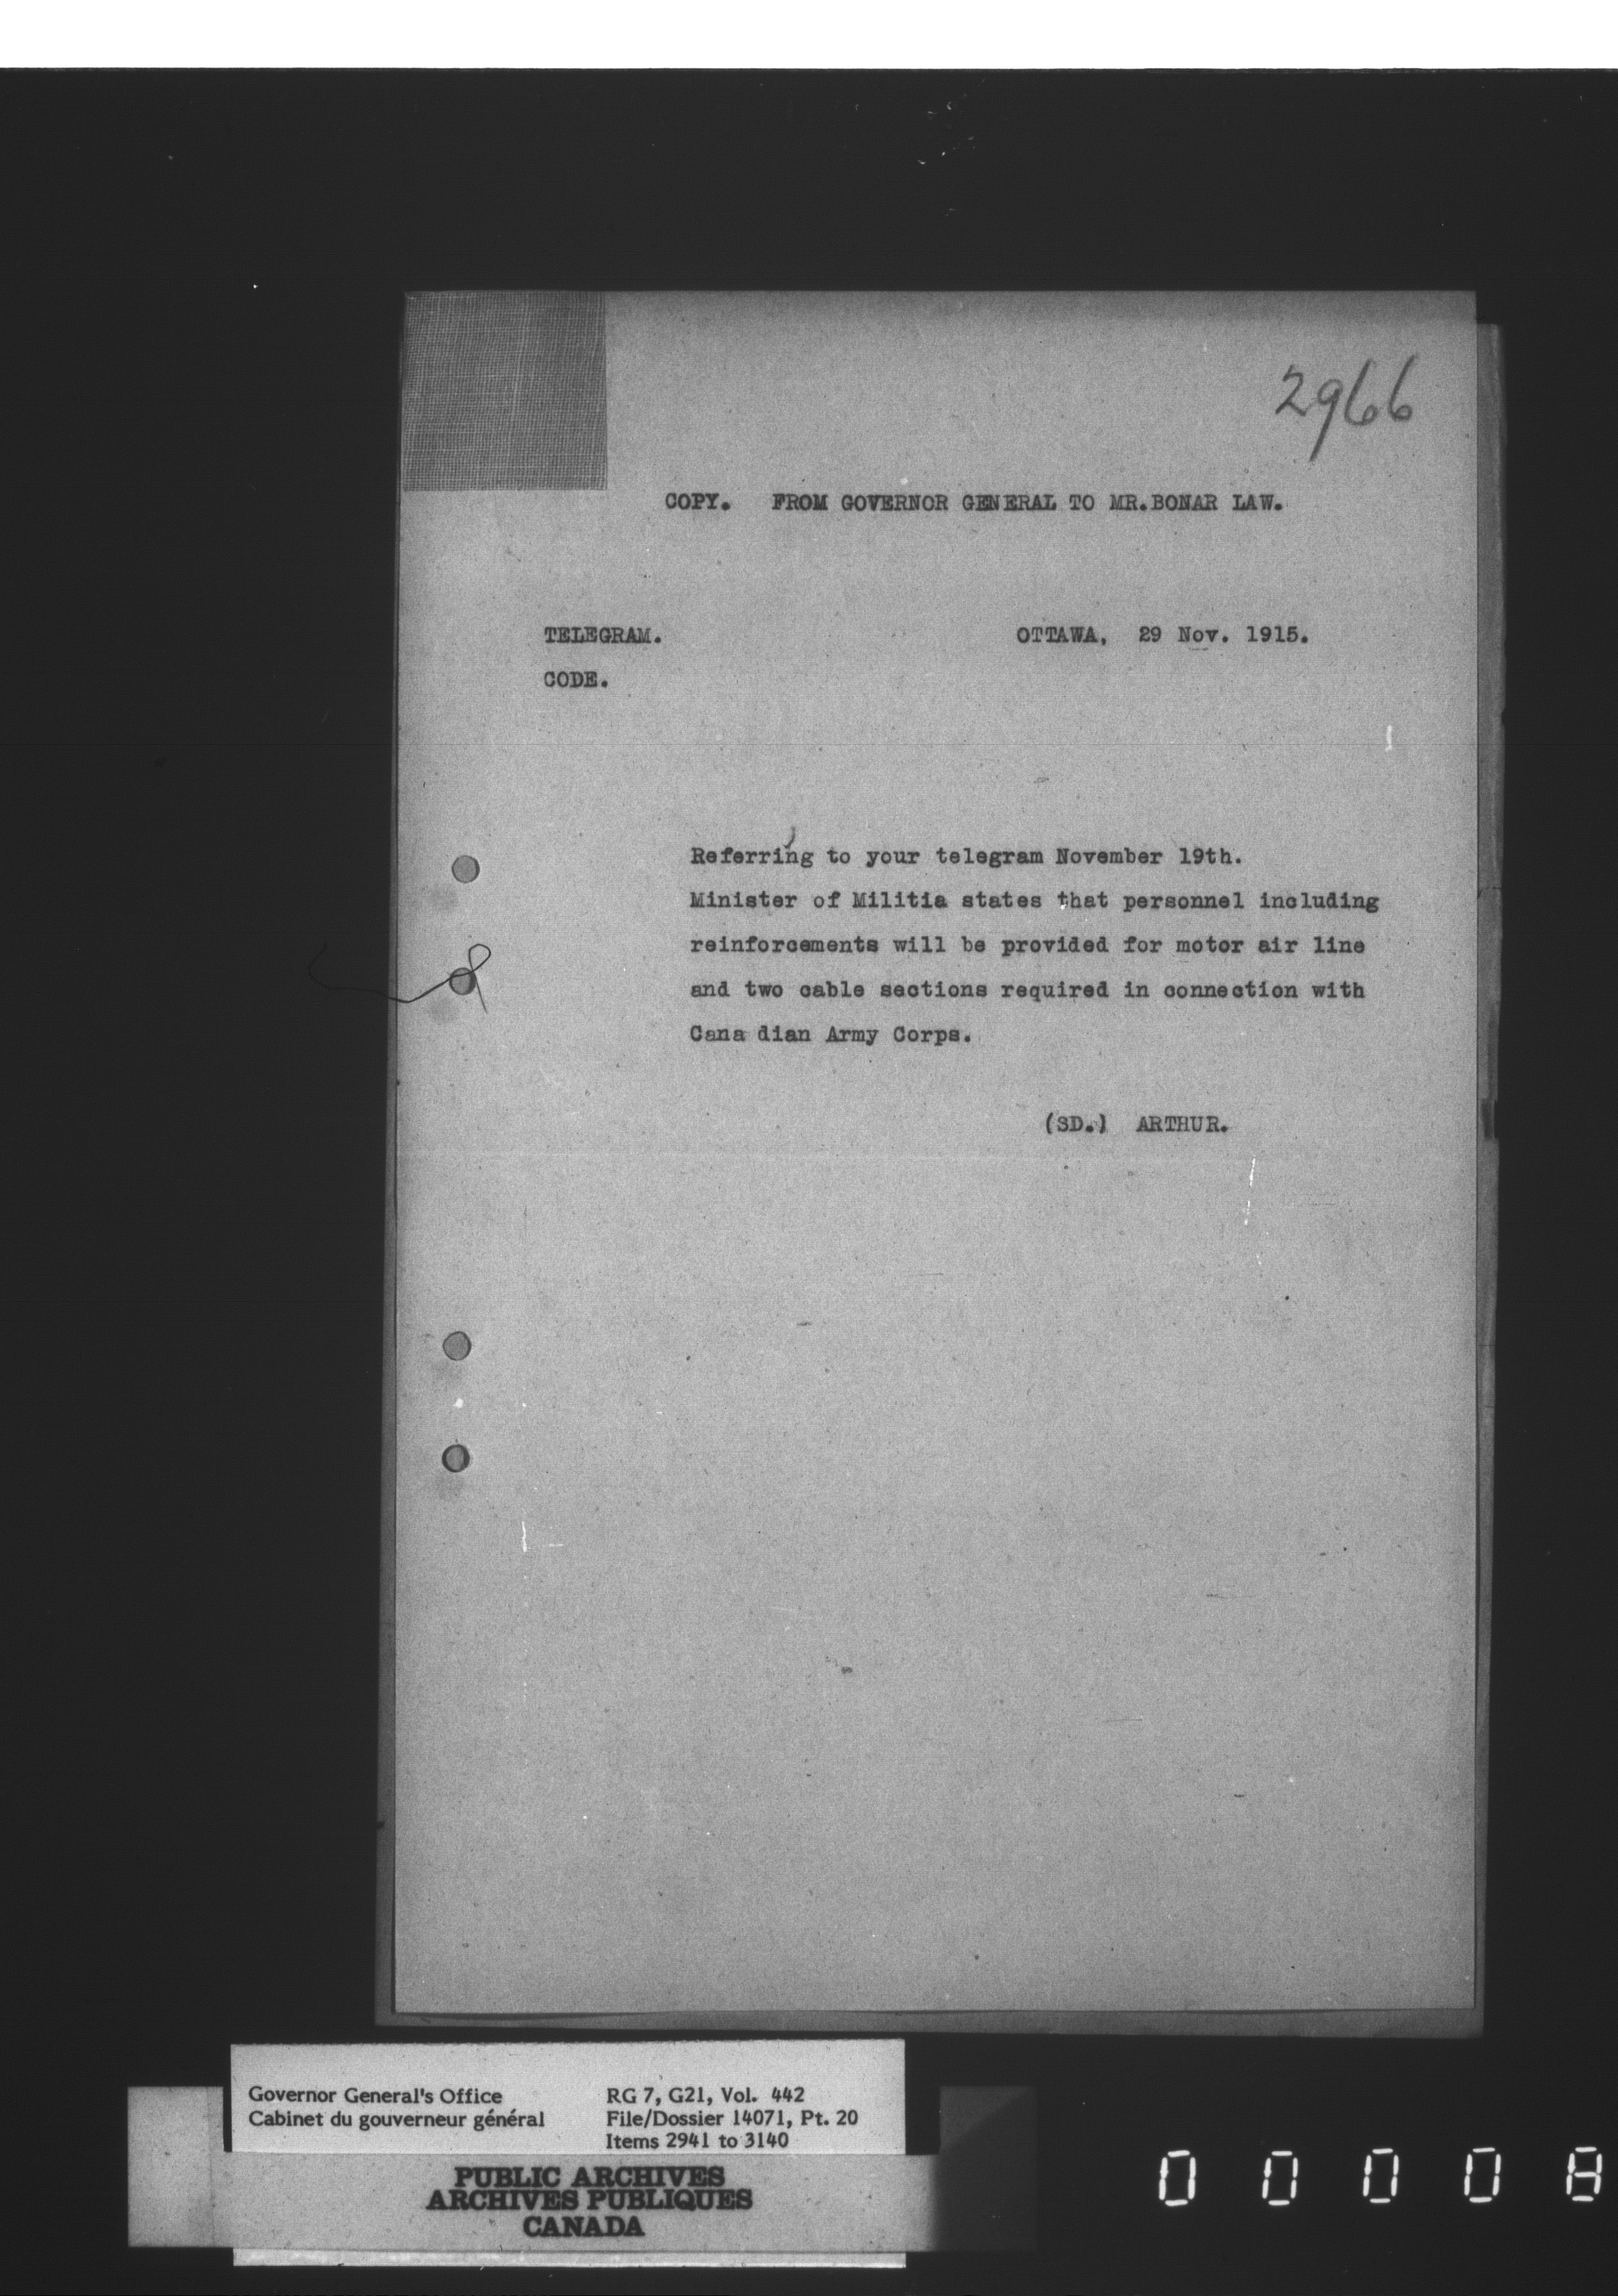 2966
COPY. FROM GOVERNOR GENERAL TO MR.BONAR LAW.
TELEGRAM. OTTAWA, 29 Nov. 1915.
CODE.
Referring to your telegram November 19th.
Minister of Militia states that personnel including
reinforcements will be provided for motor air line
and two cable sections required in connection with
Cana dian Army Corps.
(SD.) ARTHUR.
Governor General's Office RG 7, G21, Vol. 442
Cabinet du gouverneur général File/Dossier 14071, Pt. 20
Items 2941 to 3140
PUBLIC ARCHIVES
ARCHIVES PUBLIQUES
CANADA
0 0 0 0 8